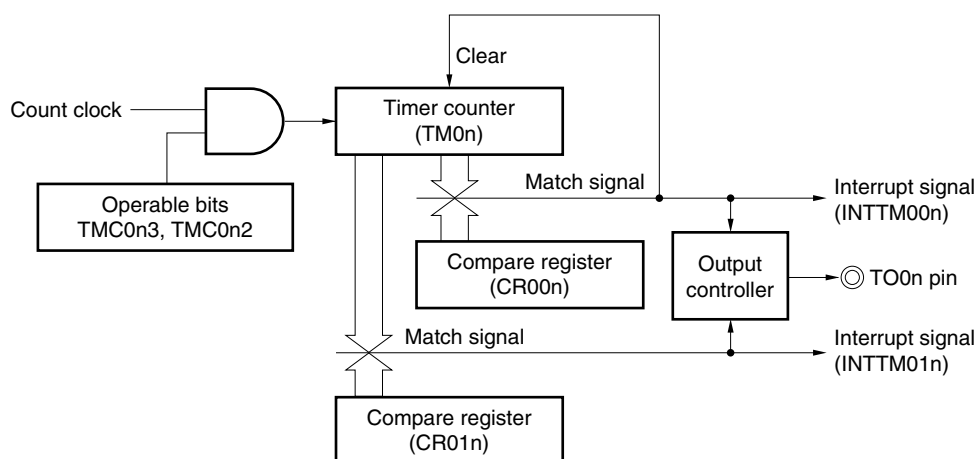 Clear
Count clock
Timer counter
(TM0n)
Operable bits
TMC0n3, TMC0n2
Match signal
Interrupt signal
(INTTM00n)
Compare register
(CR00n)
Output
controller
TO0n pin
Match signal
Interrupt signal
(INTTM01n)
Compare register
(CR01n)